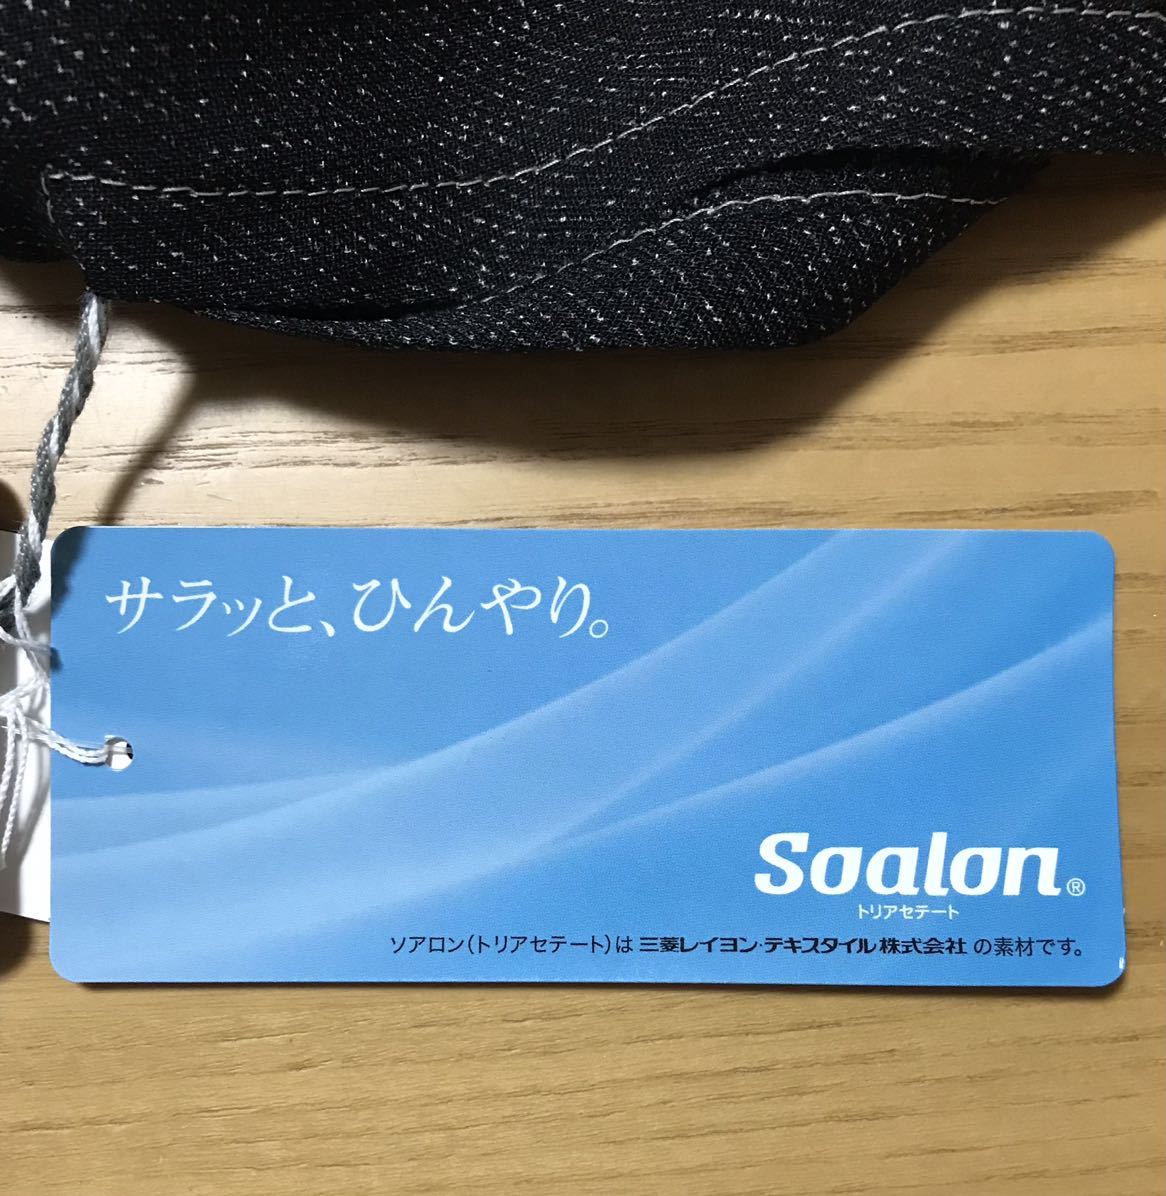 サラッと、ひんやり。
Soalon®
トリアセテート
ソアロン(トリアセテート)は 三菱レイヨン・テキスタイル株式会社 の素材です。